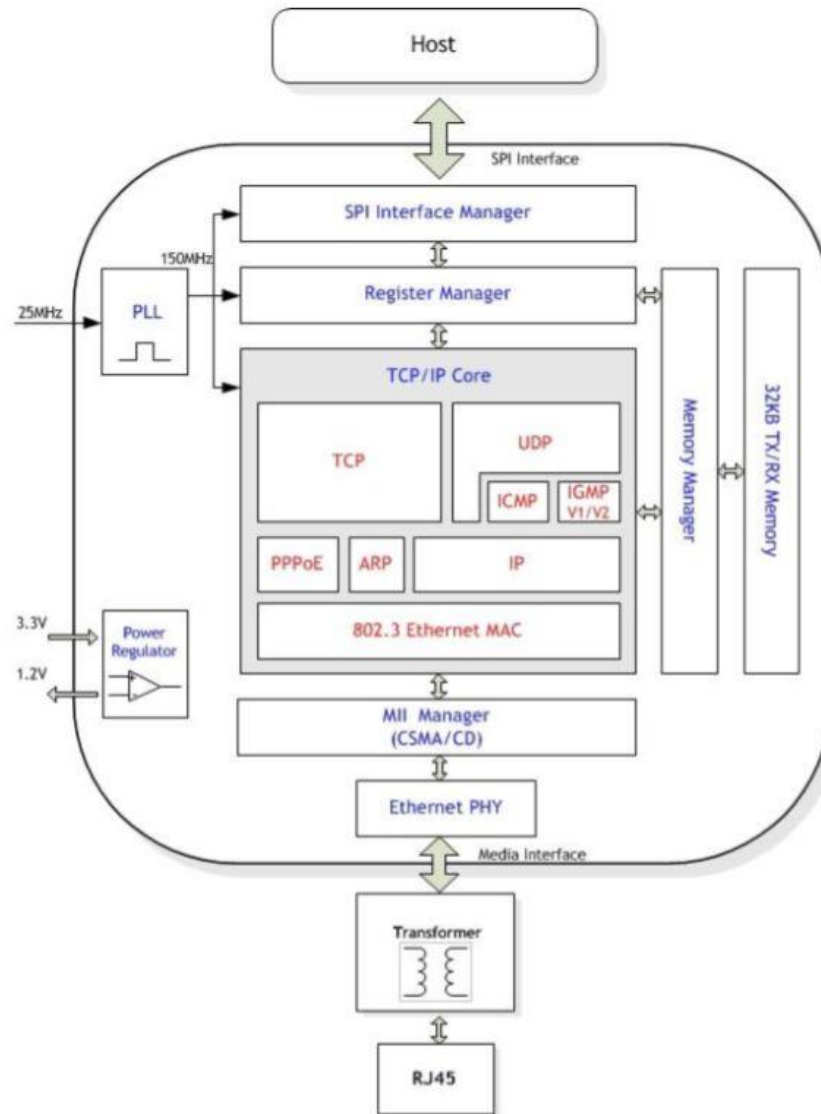 Host
SPI Interface
SPI Interface Manager
150MHz
Register Manager
25MHz
PLL
TCP/IP Core
TCP
UDP
ICMP
IGMP
V1/V2
PPPoE
ARP
IP
802.3 Ethernet MAC
Memory Manager
32KB TX/RX Memory
3.3V
1.2V
Power
Regulator
MII Manager
(CSMA/CD)
Ethernet PHY
Media Interface
Transformer
RJ45